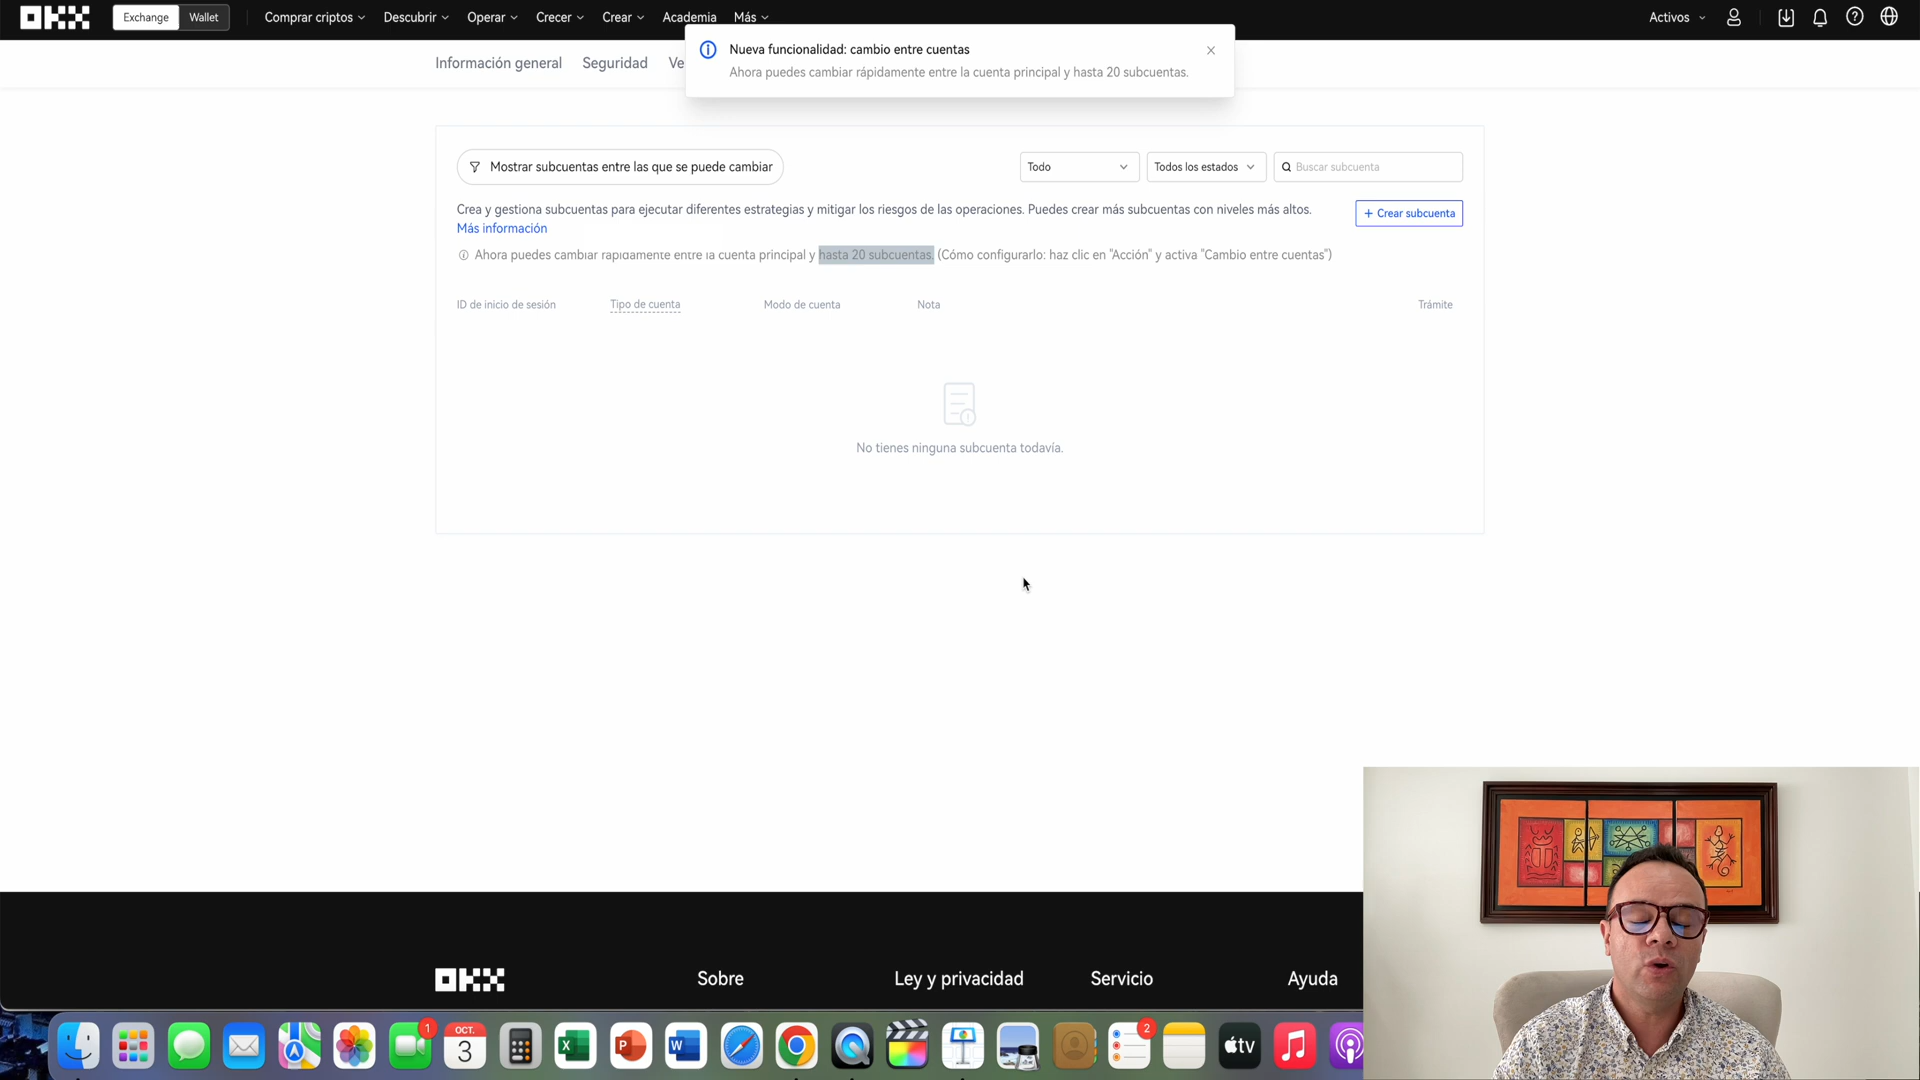 OKX
Exchange
Wallet
Comprar criptos
Descubrir
Operar
Crecer
Crear
Academia
Más
Activos
Nueva funcionalidad: cambio entre cuentas
Ahora puedes cambiar rápidamente entre la cuenta principal y hasta 20 subcuentas.
Información general
Seguridad
Ve
Mostrar subcuentas entre las que se puede cambiar
Todo
Todos los estados
Buscar subcuenta
Crea y gestiona subcuentas para ejecutar diferentes estrategias y mitigar los riesgos de las operaciones. Puedes crear más subcuentas con niveles más altos.
Más información
+ Crear subcuenta
Ahora puedes cambiar rápidamente entre la cuenta principal y hasta 20 subcuentas. (Cómo configurarlo: haz clic en "Acción" y activa "Cambio entre cuentas")
ID de inicio de sesión
Tipo de cuenta
Modo de cuenta
Nota
Trámite
No tienes ninguna subcuenta todavía.
OKX
Sobre
Ley y privacidad
Servicio
Ayuda
1
OCT.
3
X
P
W
2
tv